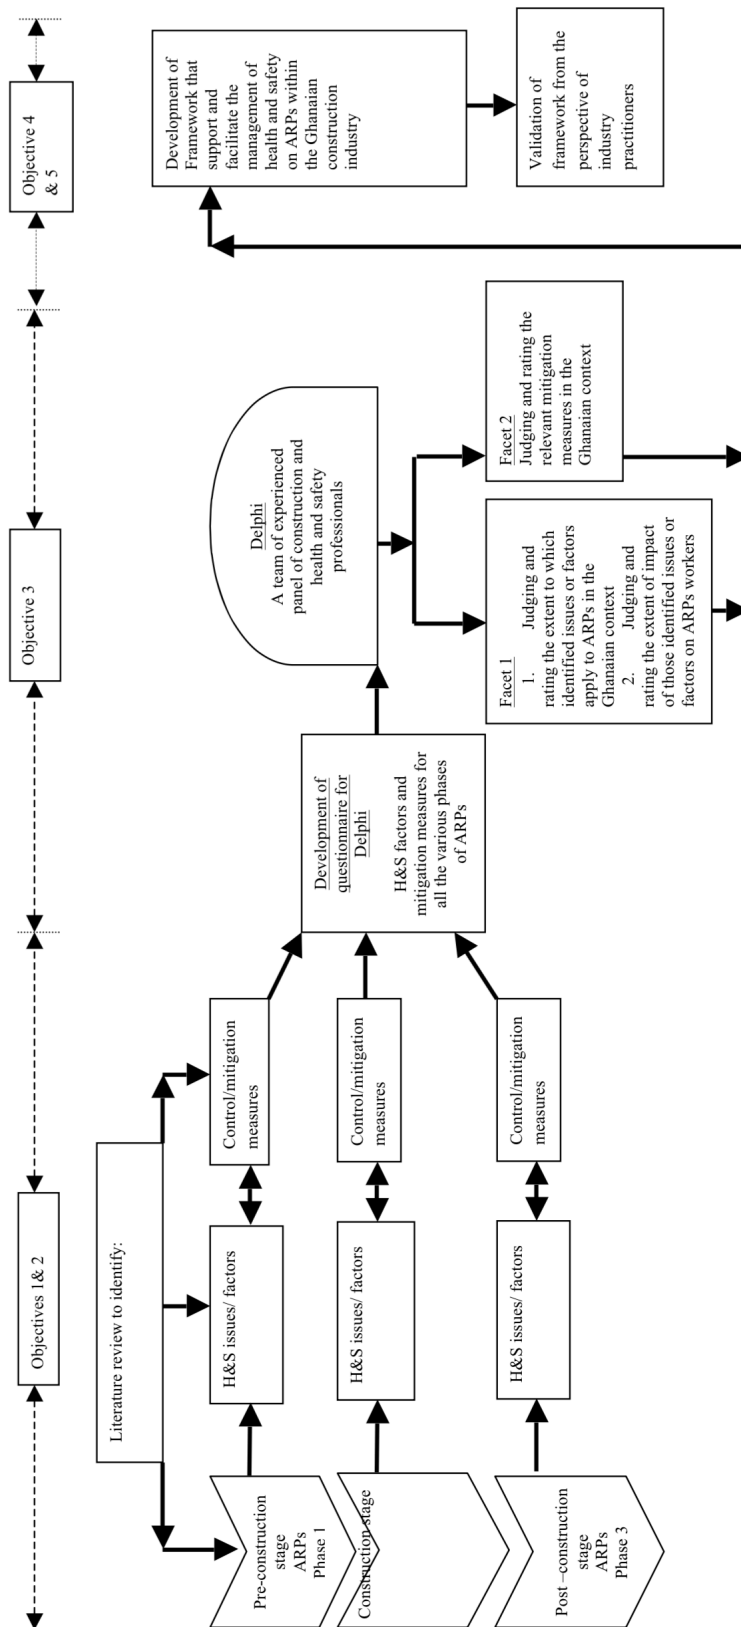 Objectives 1& 2
Objective 3
Objective 4
& 5
Literature review to identify:
Pre-construction
stage
ARPs
Phase 1
H&S issues/ factors
Control/mitigation
measures
Construction stage
H&S issues/ factors
Control/mitigation
measures
Post –construction
stage
ARPs
Phase 3
H&S issues/ factors
Control/mitigation
measures
Development of
questionnaire for
Delphi
H&S factors and
mitigation measures for
all the various phases
of ARPs
Delphi
A team of experienced
panel of construction and
health and safety
professionals
Facet 1
1. Judging and
rating the extent to which
identified issues or factors
apply to ARPs in the
Ghanaian context
2. Judging and
rating the extent of impact
of those identified issues or
factors on ARPs workers
Facet 2
Judging and rating the
relevant mitigation
measures in the
Ghanaian context
Development of
Framework that
support and
facilitate the
management of
health and safety
on ARPs within
the Ghanaian
construction
industry
Validation of
framework from the
perspective of
industry
practitioners